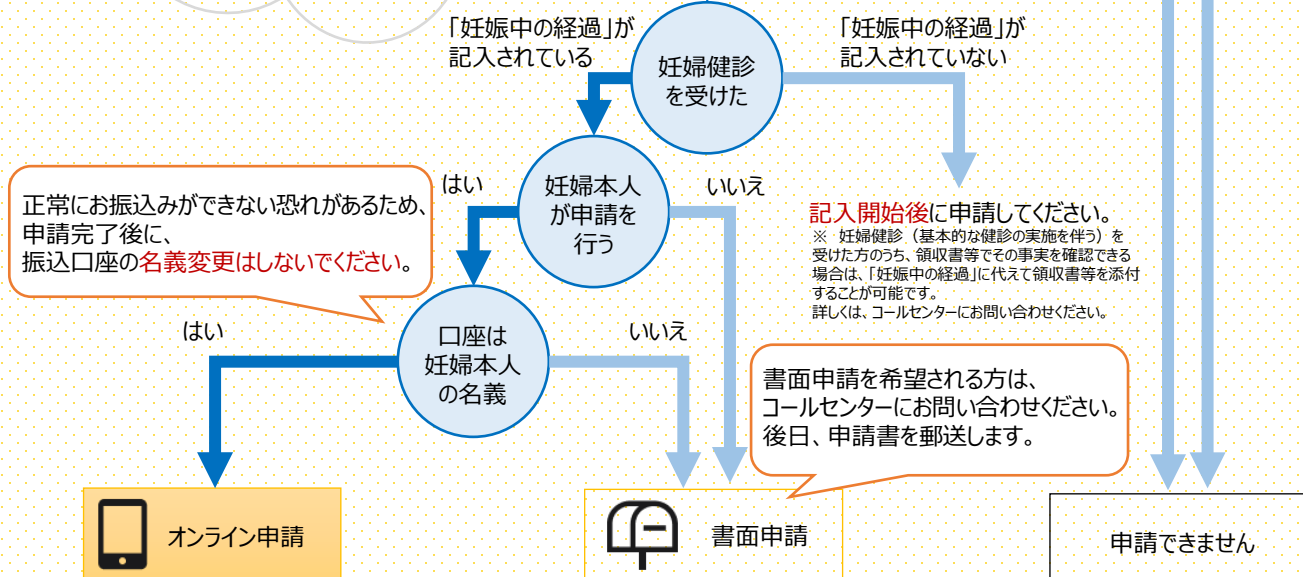 「妊娠中の経過」が
記入されている
「妊娠中の経過」が
記入されていない
妊婦健診
を受けた
はい
妊婦本人
が申請を
行う
いいえ
正常にお振込みができない恐れがあるため、
申請完了後に、
振込口座の名義変更はしないでください。
記入開始後に申請してください。
※ 妊婦健診（基本的な健診の実施を伴う）を
受けた方のうち、領収書等でその事実を確認できる
場合は、「妊娠中の経過」に代えて領収書等を添付
することが可能です。
詳しくは、コールセンターにお問い合わせください。
はい
口座は
妊婦本人
の名義
いいえ
書面申請を希望される方は、
コールセンターにお問い合わせください。
後日、申請書を郵送します。
オンライン申請
書面申請
申請できません